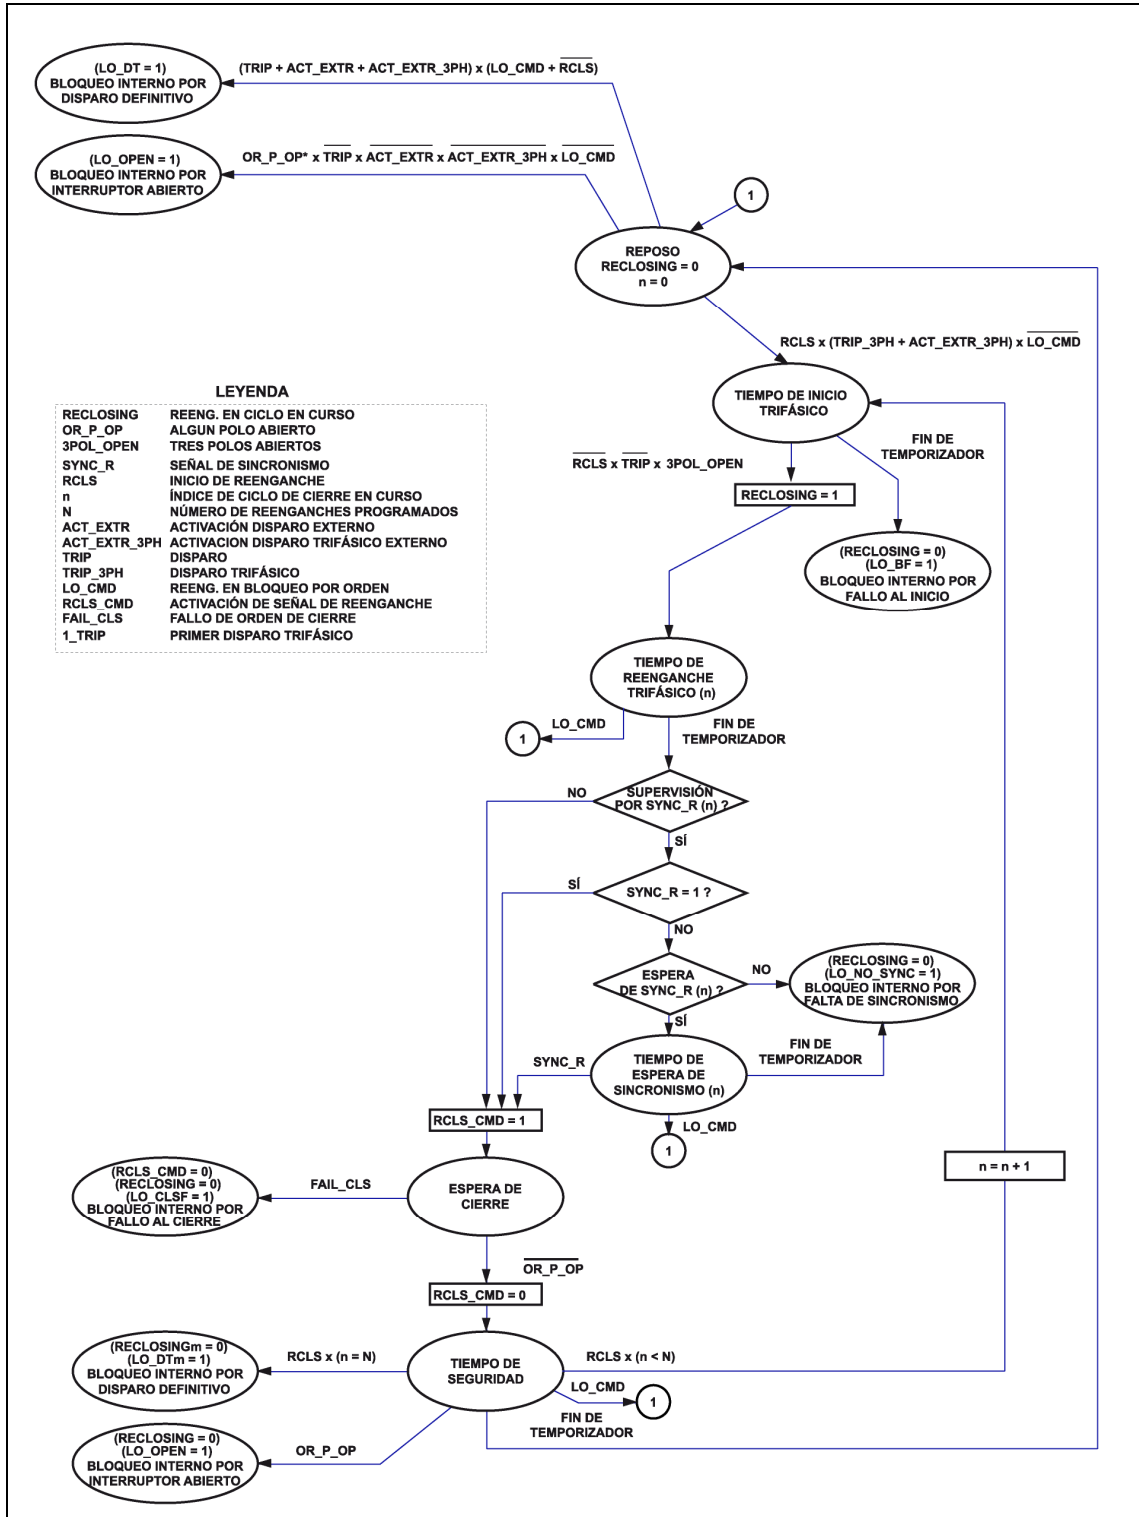 (LO_DT = 1)
BLOQUEO INTERNO POR
DISPARO DEFINITIVO
(TRIP + ACT_EXTR + ACT_EXTR_3PH) x (LO_CMD + R̅C̅L̅S̅)
(LO_OPEN = 1)
BLOQUEO INTERNO POR
INTERRUPTOR ABIERTO
OR_P_OP* x T̅R̅I̅P̅ x A̅C̅T̅_̅E̅X̅T̅R̅ x A̅C̅T̅_̅E̅X̅T̅R̅_̅3̅P̅H̅ x L̅O̅_̅C̅M̅D̅
1
REPOSO
RECLOSING = 0
n = 0
RCLS x (TRIP_3PH + ACT_EXTR_3PH) x L̅O̅_̅C̅M̅D̅
TIEMPO DE INICIO
TRIFÁSICO
FIN DE
TEMPORIZADOR
R̅C̅L̅S̅ x T̅R̅I̅P̅ x 3POL_OPEN
RECLOSING = 1
(RECLOSING = 0)
(LO_BF = 1)
BLOQUEO INTERNO POR
FALLO AL INICIO
LEYENDA
RECLOSING REENG. EN CICLO EN CURSO
OR_P_OP ALGUN POLO ABIERTO
3POL_OPEN TRES POLOS ABIERTOS
SYNC_R SEÑAL DE SINCRONISMO
RCLS INICIO DE REENGANCHE
n ÍNDICE DE CICLO DE CIERRE EN CURSO
N NÚMERO DE REENGANCHES PROGRAMADOS
ACT_EXTR ACTIVACIÓN DISPARO EXTERNO
ACT_EXTR_3PH ACTIVACION DISPARO TRIFÁSICO EXTERNO
TRIP DISPARO
TRIP_3PH DISPARO TRIFÁSICO
LO_CMD REENG. EN BLOQUEO POR ORDEN
RCLS_CMD ACTIVACIÓN DE SEÑAL DE REENGANCHE
FAIL_CLS FALLO DE ORDEN DE CIERRE
1_TRIP PRIMER DISPARO TRIFÁSICO
TIEMPO DE
REENGANCHE
TRIFÁSICO (n)
LO_CMD
1
FIN DE
TEMPORIZADOR
SUPERVISIÓN
POR SYNC_R (n) ?
NO
SÍ
SYNC_R = 1 ?
SÍ
NO
ESPERA
DE SYNC_R (n) ?
NO
(RECLOSING = 0)
(LO_NO_SYNC = 1)
BLOQUEO INTERNO POR
FALTA DE SINCRONISMO
SÍ
TIEMPO DE
ESPERA DE
SINCRONISMO (n)
SYNC_R
FIN DE
TEMPORIZADOR
LO_CMD
1
RCLS_CMD = 1
n = n + 1
ESPERA DE
CIERRE
FAIL_CLS
(RCLS_CMD = 0)
(RECLOSING = 0)
(LO_CLSF = 1)
BLOQUEO INTERNO POR
FALLO AL CIERRE
O̅R̅_̅P̅_̅O̅P̅
RCLS_CMD = 0
(RECLOSINGm = 0)
(LO_DTm = 1)
BLOQUEO INTERNO POR
DISPARO DEFINITIVO
RCLS x (n = N)
TIEMPO DE
SEGURIDAD
RCLS x (n < N)
LO_CMD
1
FIN DE
TEMPORIZADOR
OR_P_OP
(RECLOSING = 0)
(LO_OPEN = 1)
BLOQUEO INTERNO POR
INTERRUPTOR ABIERTO